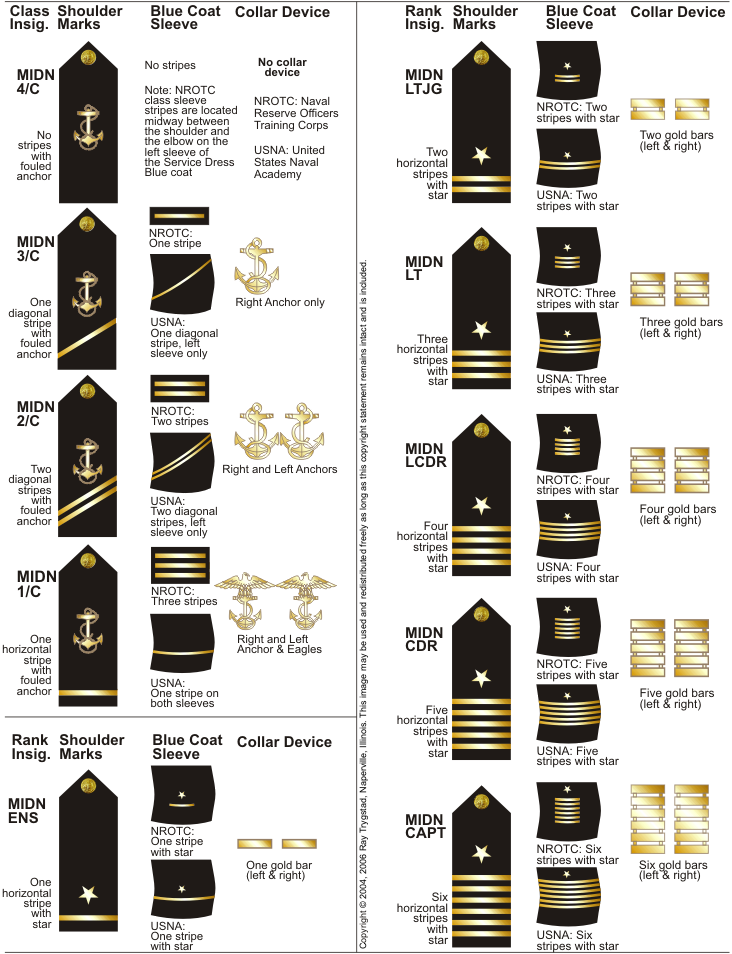 Class Shoulder Blue Coat Collar Device
Insig. Marks Sleeve
MIDN
4/C
No
stripes
with
fouled
anchor
No stripes
Note: NROTC
class sleeve
stripes are located
midway between
the shoulder and
the elbow on the
left sleeve of
the Service Dress
Blue coat
No collar
device
NROTC: Naval
Reserve Officers
Training Corps
USNA: United
States Naval
Academy
MIDN
3/C
One
diagonal
stripe
with
fouled
anchor
NROTC:
One stripe
USNA:
One diagonal
stripe, left
sleeve only
Right Anchor only
MIDN
2/C
Two
diagonal
stripes
with
fouled
anchor
NROTC:
Two stripes
USNA:
Two diagonal
stripes, left
sleeve only
Right and Left Anchors
MIDN
1/C
One
horizontal
stripe
with
fouled
anchor
NROTC:
Three stripes
USNA:
One stripe on
both sleeves
Right and Left
Anchor & Eagles
Rank Shoulder Blue Coat Collar Device
Insig. Marks Sleeve
MIDN
ENS
One
horizontal
stripe
with
star
NROTC:
One stripe
with star
USNA:
One stripe
with star
One gold bar
(left & right)
Copyright © 2004, 2006 Ray Trygstad, Naperville, Illinois. This image may be used and redistributed freely as long as this copyright statement remains intact and is included.
Rank Shoulder Blue Coat Collar Device
Insig. Marks Sleeve
MIDN
LTJG
Two
horizontal
stripes
with
star
NROTC: Two
stripes with star
USNA: Two
stripes with star
Two gold bars
(left & right)
MIDN
LT
Three
horizontal
stripes
with
star
NROTC: Three
stripes with star
USNA: Three
stripes with star
Three gold bars
(left & right)
MIDN
LCDR
Four
horizontal
stripes
with
star
NROTC: Four
stripes with star
USNA: Four
stripes with star
Four gold bars
(left & right)
MIDN
CDR
Five
horizontal
stripes
with
star
NROTC: Five
stripes with star
USNA: Five
stripes with star
Five gold bars
(left & right)
MIDN
CAPT
Six
horizontal
stripes
with
star
NROTC: Six
stripes with star
USNA: Six
stripes with star
Six gold bars
(left & right)